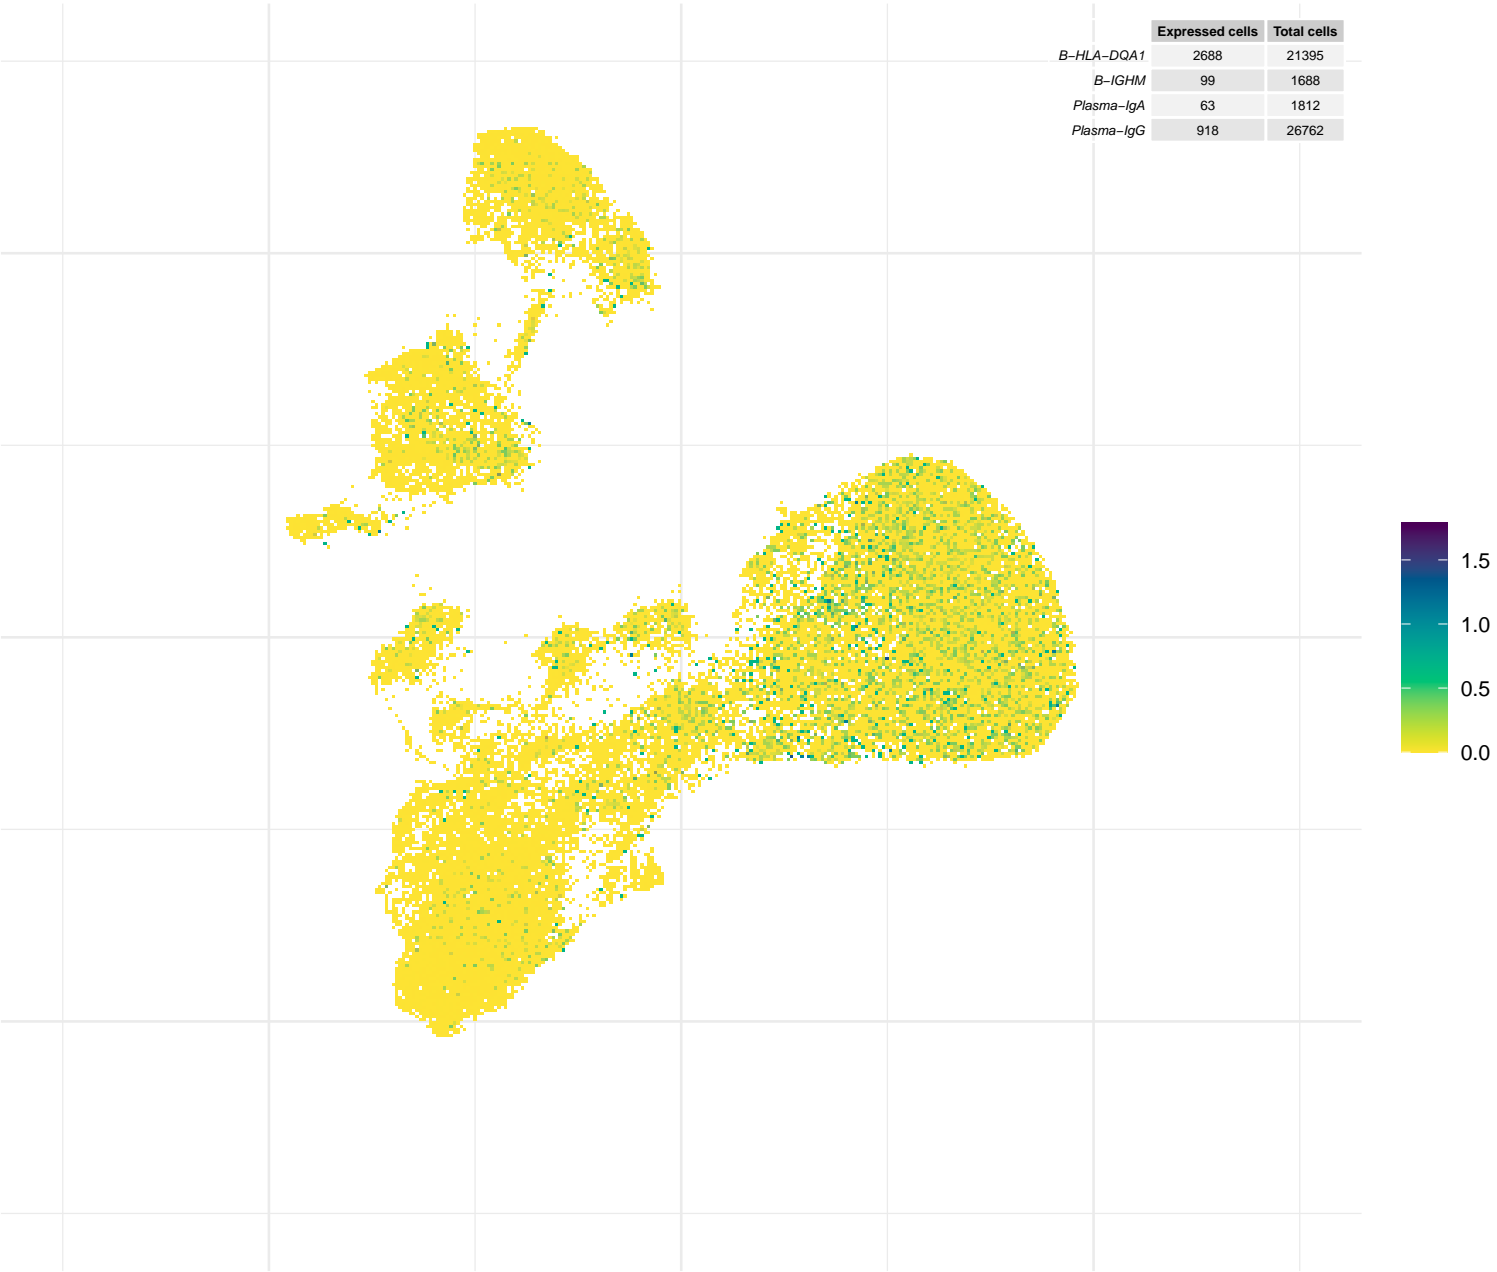 Expressed cells Total cells
B–HLA–DQA1 2688 21395
B–IGHM 99 1688
Plasma–IgA 63 1812
Plasma–IgG 918 26762
1.5
1.0
0.5
0.0